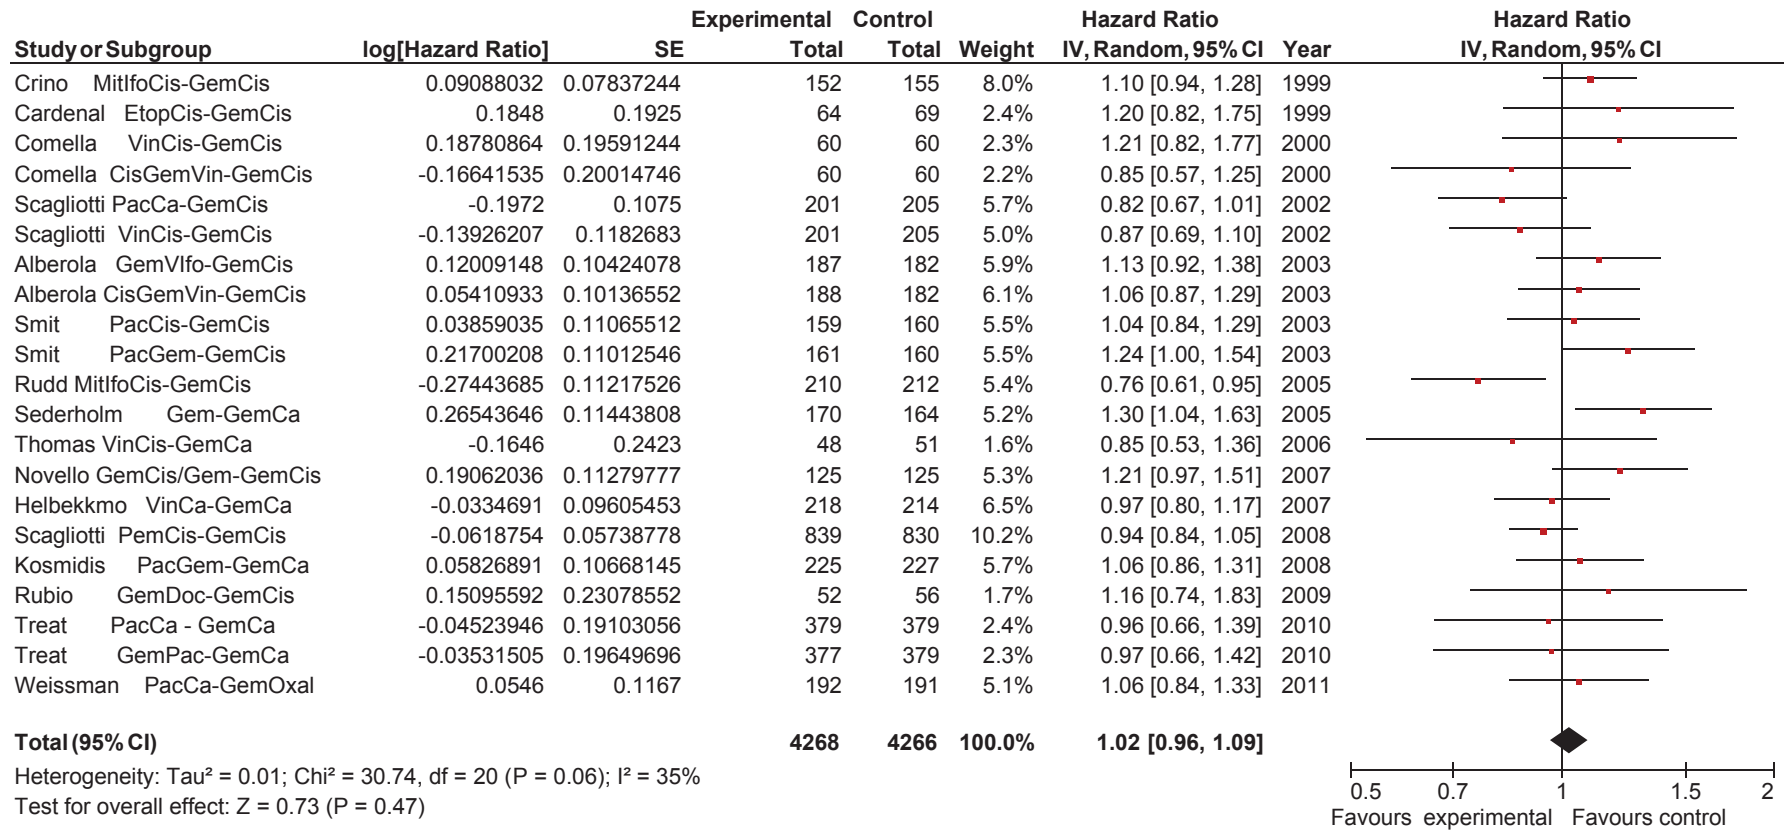 Experimental Control Hazard Ratio Hazard Ratio
Study or Subgroup log[Hazard Ratio] SE Total Total Weight IV, Random, 95% CI Year IV, Random, 95% CI
Crino MitIfoCis-GemCis 0.09088032 0.07837244 152 155 8.0% 1.10 [0.94, 1.28] 1999
Cardenal EtopCis-GemCis 0.1848 0.1925 64 69 2.4% 1.20 [0.82, 1.75] 1999
Comella VinCis-GemCis 0.18780864 0.19591244 60 60 2.3% 1.21 [0.82, 1.77] 2000
Comella CisGemVin-GemCis -0.16641535 0.20014746 60 60 2.2% 0.85 [0.57, 1.25] 2000
Scagliotti PacCa-GemCis -0.1972 0.1075 201 205 5.7% 0.82 [0.67, 1.01] 2002
Scagliotti VinCis-GemCis -0.13926207 0.1182683 201 205 5.0% 0.87 [0.69, 1.10] 2002
Alberola GemVIfo-GemCis 0.12009148 0.10424078 187 182 5.9% 1.13 [0.92, 1.38] 2003
Alberola CisGemVin-GemCis 0.05410933 0.10136552 188 182 6.1% 1.06 [0.87, 1.29] 2003
Smit PacCis-GemCis 0.03859035 0.11065512 159 160 5.5% 1.04 [0.84, 1.29] 2003
Smit PacGem-GemCis 0.21700208 0.11012546 161 160 5.5% 1.24 [1.00, 1.54] 2003
Rudd MitIfoCis-GemCis -0.27443685 0.11217526 210 212 5.4% 0.76 [0.61, 0.95] 2005
Sederholm Gem-GemCa 0.26543646 0.11443808 170 164 5.2% 1.30 [1.04, 1.63] 2005
Thomas VinCis-GemCa -0.1646 0.2423 48 51 1.6% 0.85 [0.53, 1.36] 2006
Novello GemCis/Gem-GemCis 0.19062036 0.11279777 125 125 5.3% 1.21 [0.97, 1.51] 2007
Helbekkmo VinCa-GemCa -0.0334691 0.09605453 218 214 6.5% 0.97 [0.80, 1.17] 2007
Scagliotti PemCis-GemCis -0.0618754 0.05738778 839 830 10.2% 0.94 [0.84, 1.05] 2008
Kosmidis PacGem-GemCa 0.05826891 0.10668145 225 227 5.7% 1.06 [0.86, 1.31] 2008
Rubio GemDoc-GemCis 0.15095592 0.23078552 52 56 1.7% 1.16 [0.74, 1.83] 2009
Treat PacCa - GemCa -0.04523946 0.19103056 379 379 2.4% 0.96 [0.66, 1.39] 2010
Treat GemPac-GemCa -0.03531505 0.19649696 377 379 2.3% 0.97 [0.66, 1.42] 2010
Weissman PacCa-GemOxal 0.0546 0.1167 192 191 5.1% 1.06 [0.84, 1.33] 2011
Total (95% CI) 4268 4266 100.0% 1.02 [0.96, 1.09]
Heterogeneity: Tau² = 0.01; Chi² = 30.74, df = 20 (P = 0.06); I² = 35%
Test for overall effect: Z = 0.73 (P = 0.47)
0.5 0.7 1 1.5 2
Favours experimental Favours control